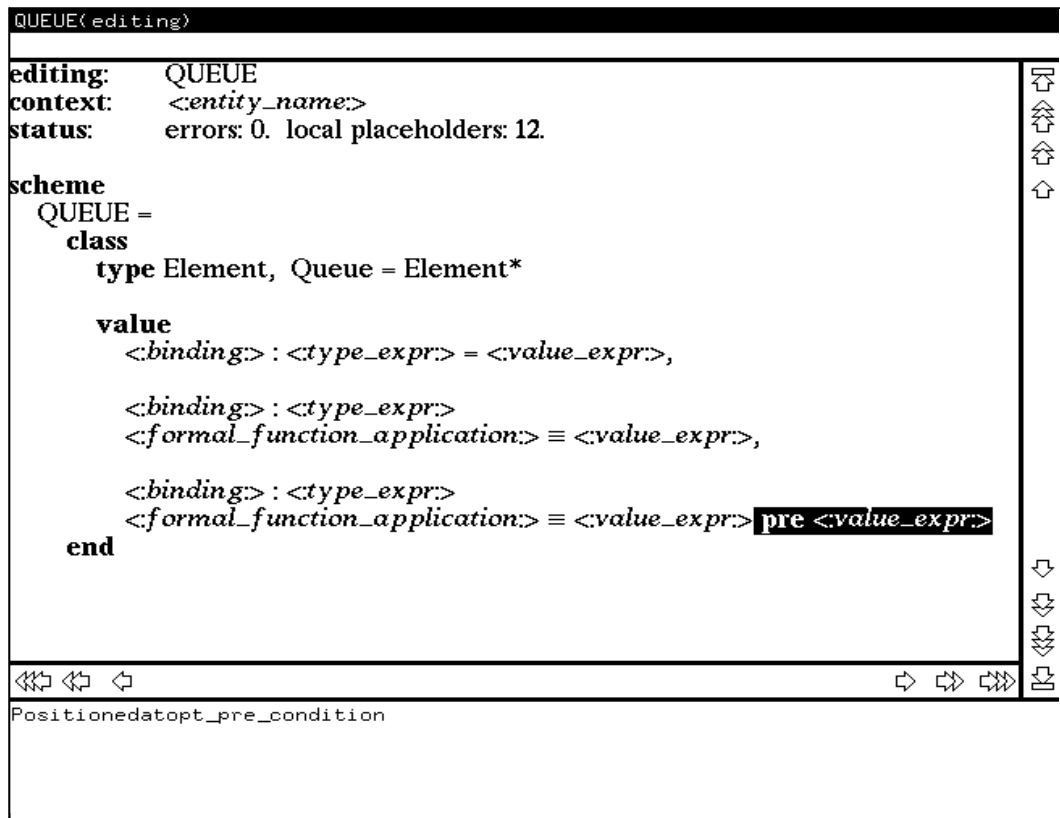 QUEUE(editing)
editing: QUEUE
context: <:entity_name:>
status: errors: 0. local placeholders: 12.
scheme
QUEUE =
class
type Element, Queue = Element*
value
<:binding:> : <:type_expr:> = <:value_expr:>,
<:binding:> : <:type_expr:>
<:formal_function_application:> ≡ <:value_expr:>,
<:binding:> : <:type_expr:>
<:formal_function_application:> ≡ <:value_expr:> pre <:value_expr:>
end
Positionedatopt_pre_condition